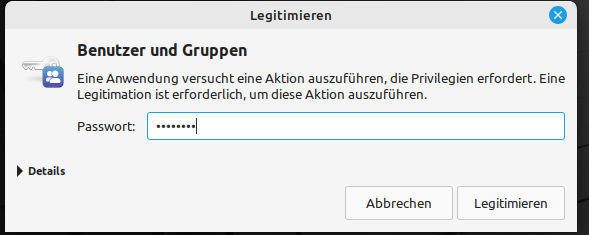 Legitimieren
Benutzer und Gruppen
Eine Anwendung versucht eine Aktion auszuführen, die Privilegien erfordert. Eine
Legitimation ist erforderlich, um diese Aktion auszuführen.
Passwort: ••••••••
Details
Abbrechen Legitimieren